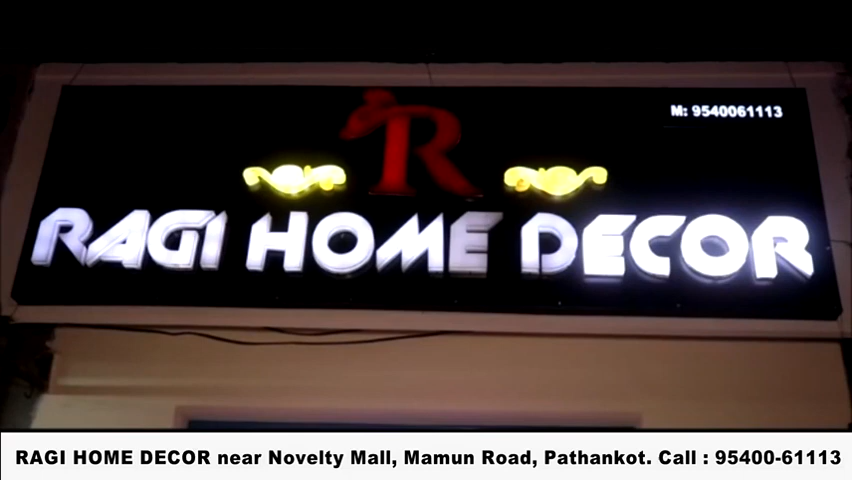 R
M: 9540061113
RAGI HOME DECOR
RAGI HOME DECOR near Novelty Mall, Mamun Road, Pathankot. Call : 95400-61113